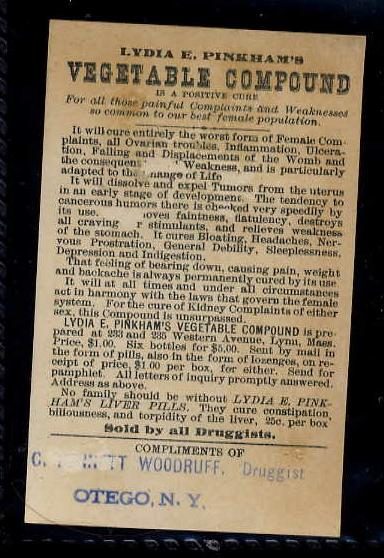 LYDIA E. PINKHAM'S
VEGETABLE COMPOUND
IS A POSITIVE CURE
For all those painful Complaints and Weaknesses
so common to our best female population.
It will cure entirely the worst form of Female Com-
plaints, all Ovarian troubles, Inflammation, Ulcera-
tion, Falling and Displacements of the Womb and
the consequent Weakness, and is particularly
adapted to the change of Life
It will dissolve and expel Tumors from the uterus
in an early stage of development. The tendency to
cancerous humors there is checked very speedily by
its use. oves faintness, flatulency, destroys
all craving r stimulants, and relieves weakness
of the stomach. It cures Bloating, Headaches, Ner-
vous Prostration, General Debility, Sleeplessness,
Depression and Indigestion.
That feeling of bearing down, causing pain, weight
and backache is always permanently cured by its use
It will at all times and under all circumstances
act in harmony with the laws that govern the female
system. For the cure of Kidney Complaints of either
sex, this Compound is unsurpassed.
LYDIA E. PINKHAM'S VEGETABLE COMPOUND is pre-
pared at 233 and 235 Western Avenue, Lynn, Mass.
Price, $1.00. Six bottles for $5.00. Sent by mail in
the form of pills, also in the form of lozenges, on re-
ceipt of price, $1.00 per box, for either. Send for
pamphlet. All letters of inquiry promptly answered.
Address as above.
No family should be without LYDIA E. PINK-
HAM'S LIVER PILLS. They cure constipation,
biliousness, and torpidity of the liver, 25c. per box
Sold by all Druggists.
COMPLIMENTS OF
WOODRUFF. Druggist
OTEGO, N. Y.